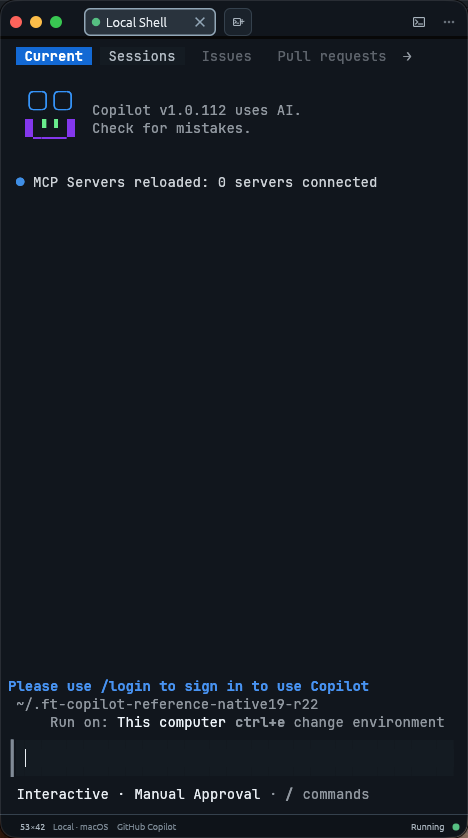 Local Shell
Current Sessions Issues Pull requests →
Copilot v1.0.112 uses AI.
Check for mistakes.
MCP Servers reloaded: 0 servers connected
Please use /login to sign in to use Copilot
~/.ft-copilot-reference-native19-r22
Run on: This computer ctrl+e change environment
Interactive · Manual Approval · / commands
53×42 Local · macOS GitHub Copilot Running